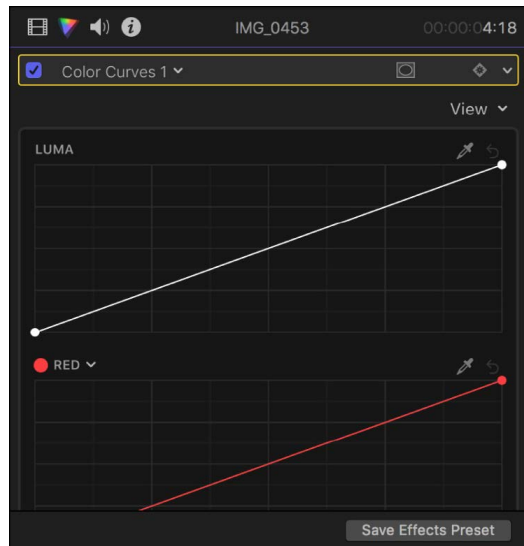 IMG_0453 00:00:04:18
Color Curves 1
View
LUMA
RED
Save Effects Preset